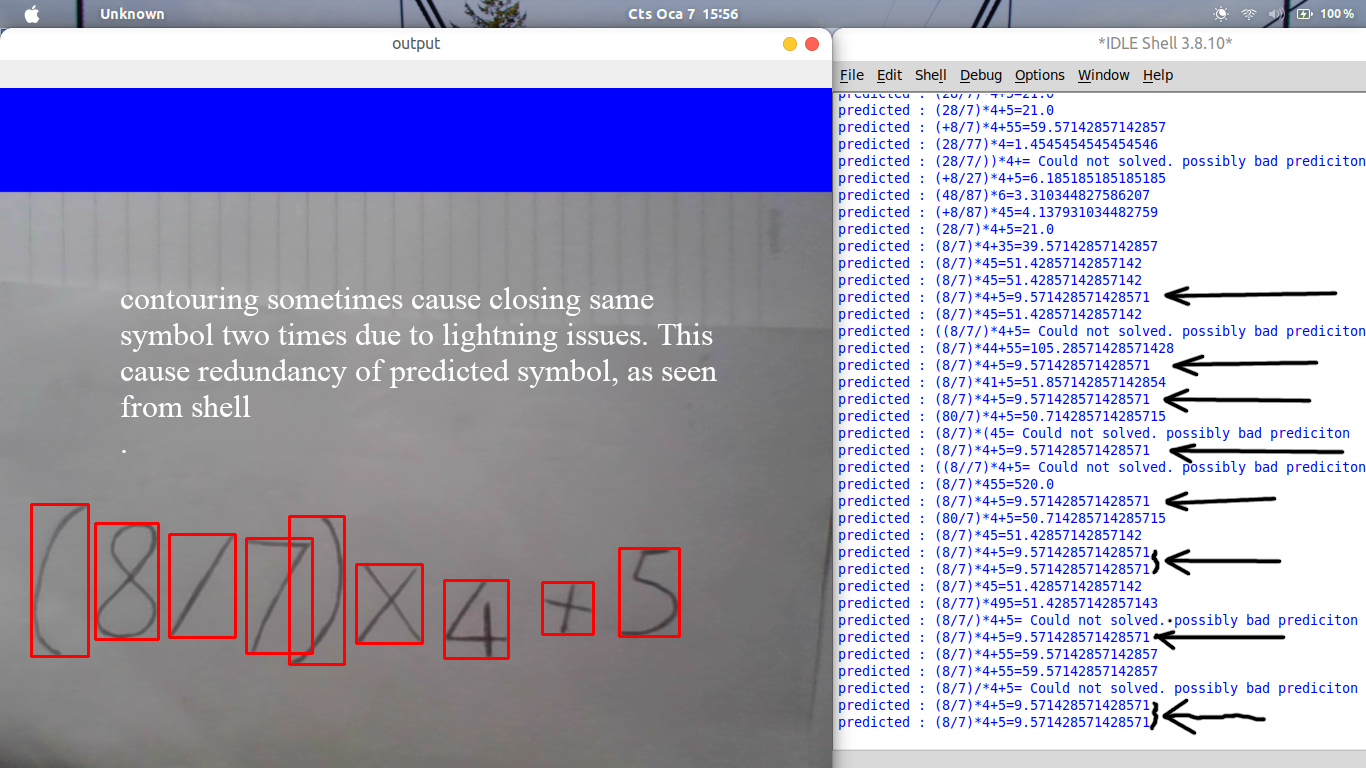 Unknown
Cts Oca 7 15:56
100 %
output
*IDLE Shell 3.8.10*
File Edit Shell Debug Options Window Help
contouring sometimes cause closing same
symbol two times due to lightning issues. This
cause redundancy of predicted symbol, as seen
from shell
.
(8/7)×4+5
predicted : (28/7)*4+5=21.0
predicted : (28/7)*4+5=21.0
predicted : (+8/7)*4+55=59.57142857142857
predicted : (28/77)*4=1.4545454545454546
predicted : (28/7/))*4+= Could not solved. possibly bad prediciton
predicted : (+8/27)*4+5=6.185185185185185
predicted : (48/87)*6=3.310344827586207
predicted : (+8/87)*45=4.137931034482759
predicted : (28/7)*4+5=21.0
predicted : (8/7)*4+35=39.57142857142857
predicted : (8/7)*45=51.42857142857142
predicted : (8/7)*45=51.42857142857142
predicted : (8/7)*4+5=9.571428571428571
predicted : (8/7)*45=51.42857142857142
predicted : ((8/7/)*4+5= Could not solved. possibly bad prediciton
predicted : (8/7)*44+55=105.28571428571428
predicted : (8/7)*4+5=9.571428571428571
predicted : (8/7)*41+5=51.857142857142854
predicted : (8/7)*4+5=9.571428571428571
predicted : (80/7)*4+5=50.714285714285715
predicted : (8/7)*(45= Could not solved. possibly bad prediciton
predicted : (8/7)*4+5=9.571428571428571
predicted : ((8//7)*4+5= Could not solved. possibly bad prediciton
predicted : (8/7)*455=520.0
predicted : (8/7)*4+5=9.571428571428571
predicted : (80/7)*4+5=50.714285714285715
predicted : (8/7)*45=51.42857142857142
predicted : (8/7)*4+5=9.571428571428571
predicted : (8/7)*4+5=9.571428571428571
predicted : (8/7)*45=51.42857142857142
predicted : (8/77)*495=51.42857142857143
predicted : (8/7/)*4+5= Could not solved. possibly bad prediciton
predicted : (8/7)*4+5=9.571428571428571
predicted : (8/7)*4+55=59.57142857142857
predicted : (8/7)*4+55=59.57142857142857
predicted : (8/7)/*4+5= Could not solved. possibly bad prediciton
predicted : (8/7)*4+5=9.571428571428571
predicted : (8/7)*4+5=9.571428571428571